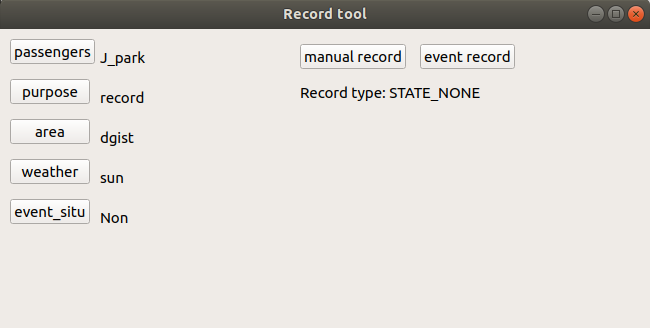 Record tool
passengers J_park
manual record event record
purpose record
Record type: STATE_NONE
area dgist
weather sun
event_situ Non